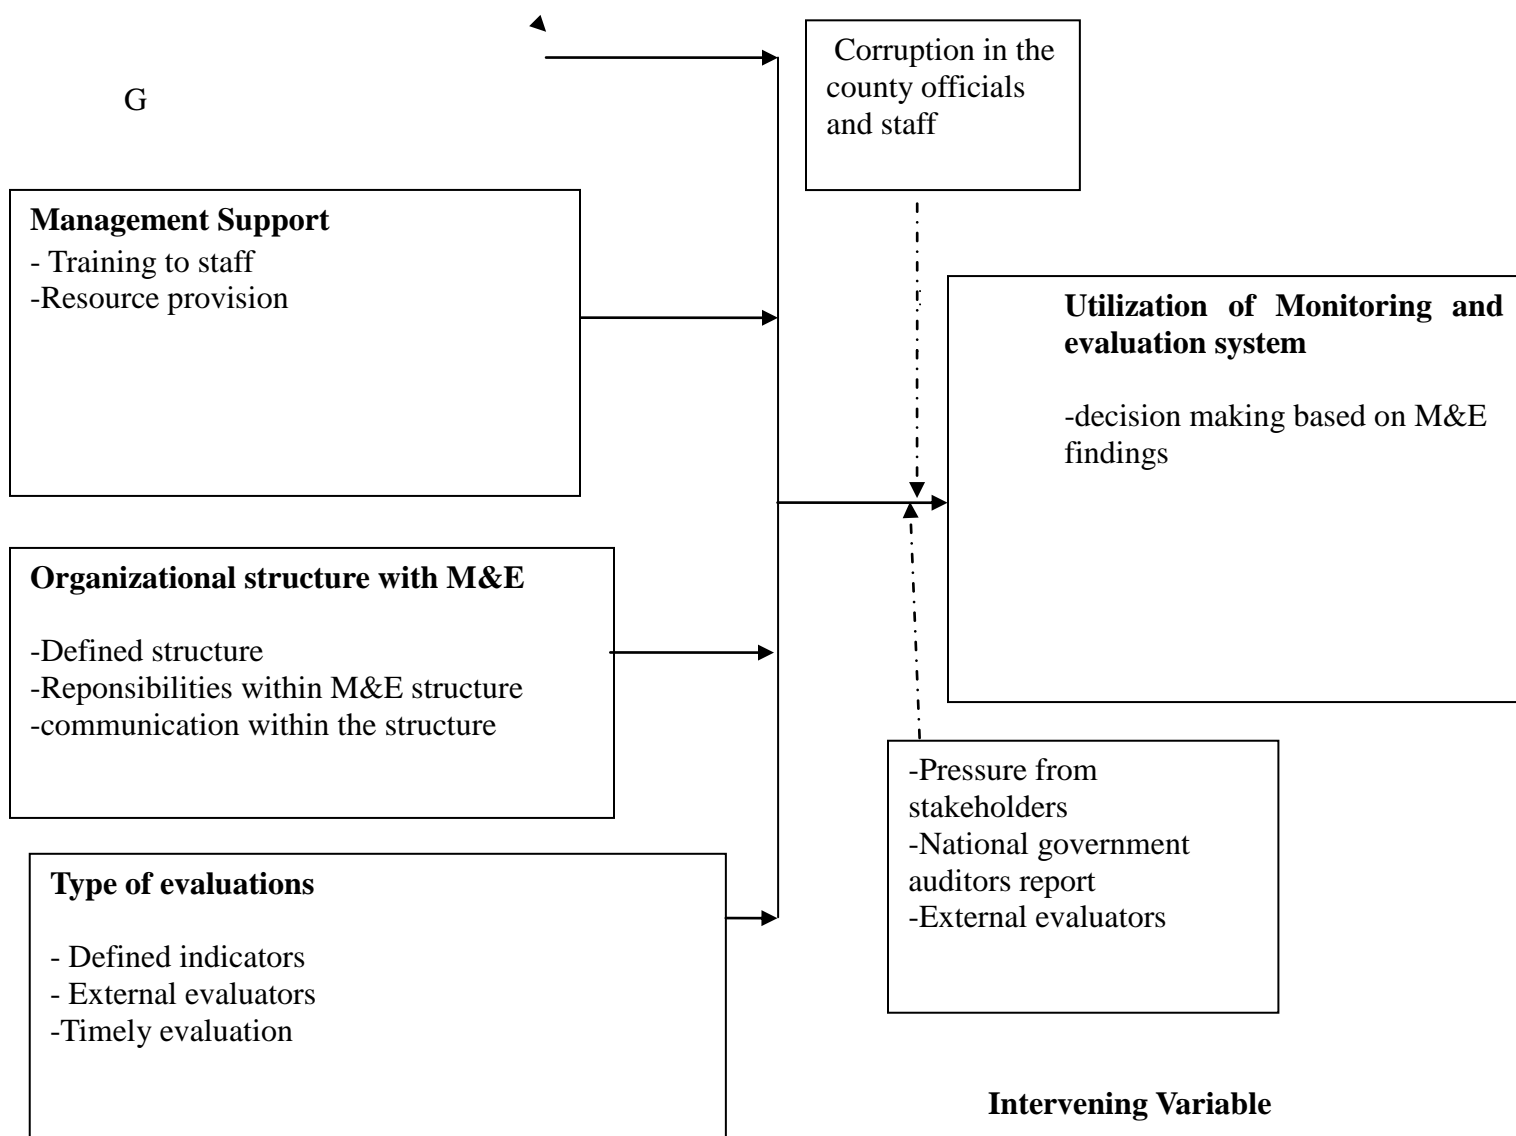 G
Corruption in the
county officials
and staff
Management Support
- Training to staff
-Resource provision
Utilization of Monitoring and
evaluation system
-decision making based on M&E
findings
Organizational structure with M&E
-Defined structure
-Reponsibilities within M&E structure
-communication within the structure
-Pressure from
stakeholders
-National government
auditors report
-External evaluators
Type of evaluations
- Defined indicators
- External evaluators
-Timely evaluation
Intervening Variable